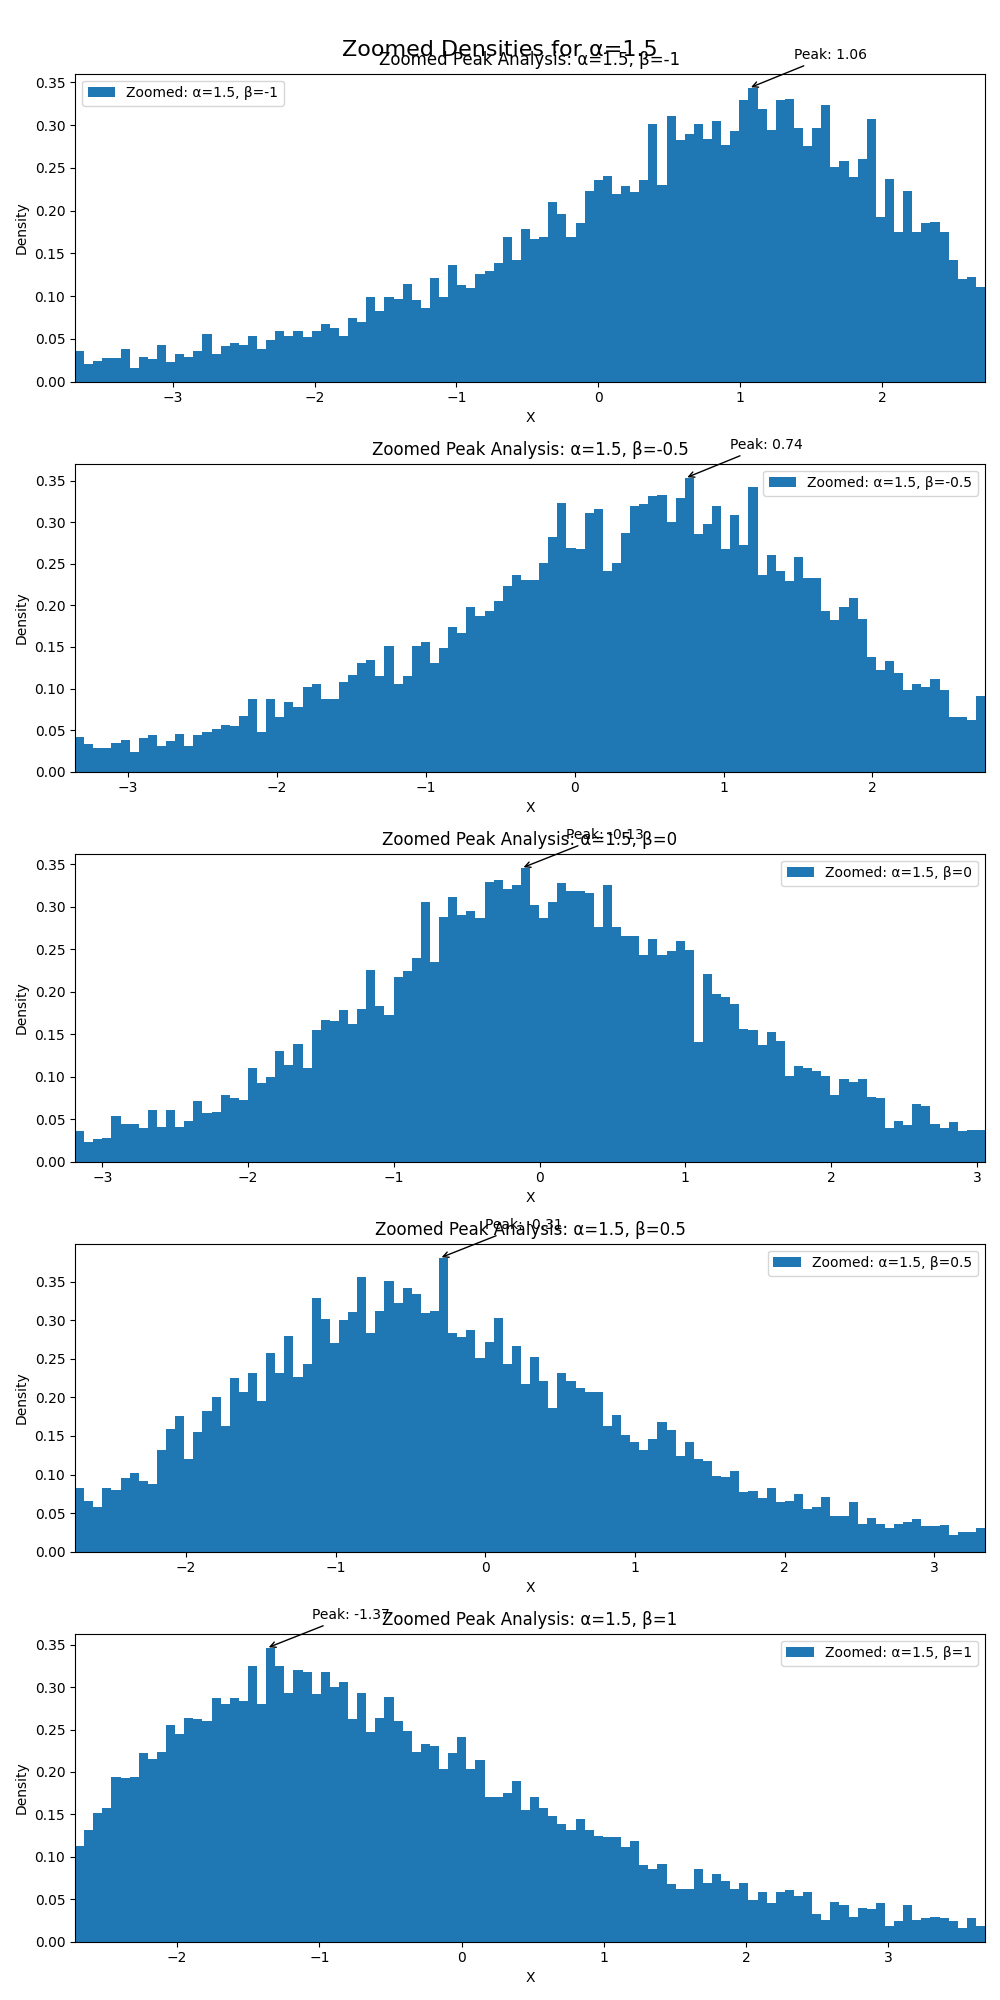 Zoomed Densities for α=1.5
Zoomed Peak Analysis: α=1.5, β=-1
Peak: 1.06
Zoomed: α=1.5, β=-1
0.35
0.30
0.25
0.20
0.15
0.10
0.05
0.00
Density
−3 −2 −1 0 1 2
X
Zoomed Peak Analysis: α=1.5, β=-0.5
Peak: 0.74
Zoomed: α=1.5, β=-0.5
0.35
0.30
0.25
0.20
0.15
0.10
0.05
0.00
Density
−3 −2 −1 0 1 2
X
Zoomed Peak Analysis: α=1.5, β=0
Peak: -0.13
Zoomed: α=1.5, β=0
0.35
0.30
0.25
0.20
0.15
0.10
0.05
0.00
Density
−3 −2 −1 0 1 2 3
X
Zoomed Peak Analysis: α=1.5, β=0.5
Peak: -0.31
Zoomed: α=1.5, β=0.5
0.35
0.30
0.25
0.20
0.15
0.10
0.05
0.00
Density
−2 −1 0 1 2 3
X
Zoomed Peak Analysis: α=1.5, β=1
Peak: -1.37
Zoomed: α=1.5, β=1
0.35
0.30
0.25
0.20
0.15
0.10
0.05
0.00
Density
−2 −1 0 1 2 3
X